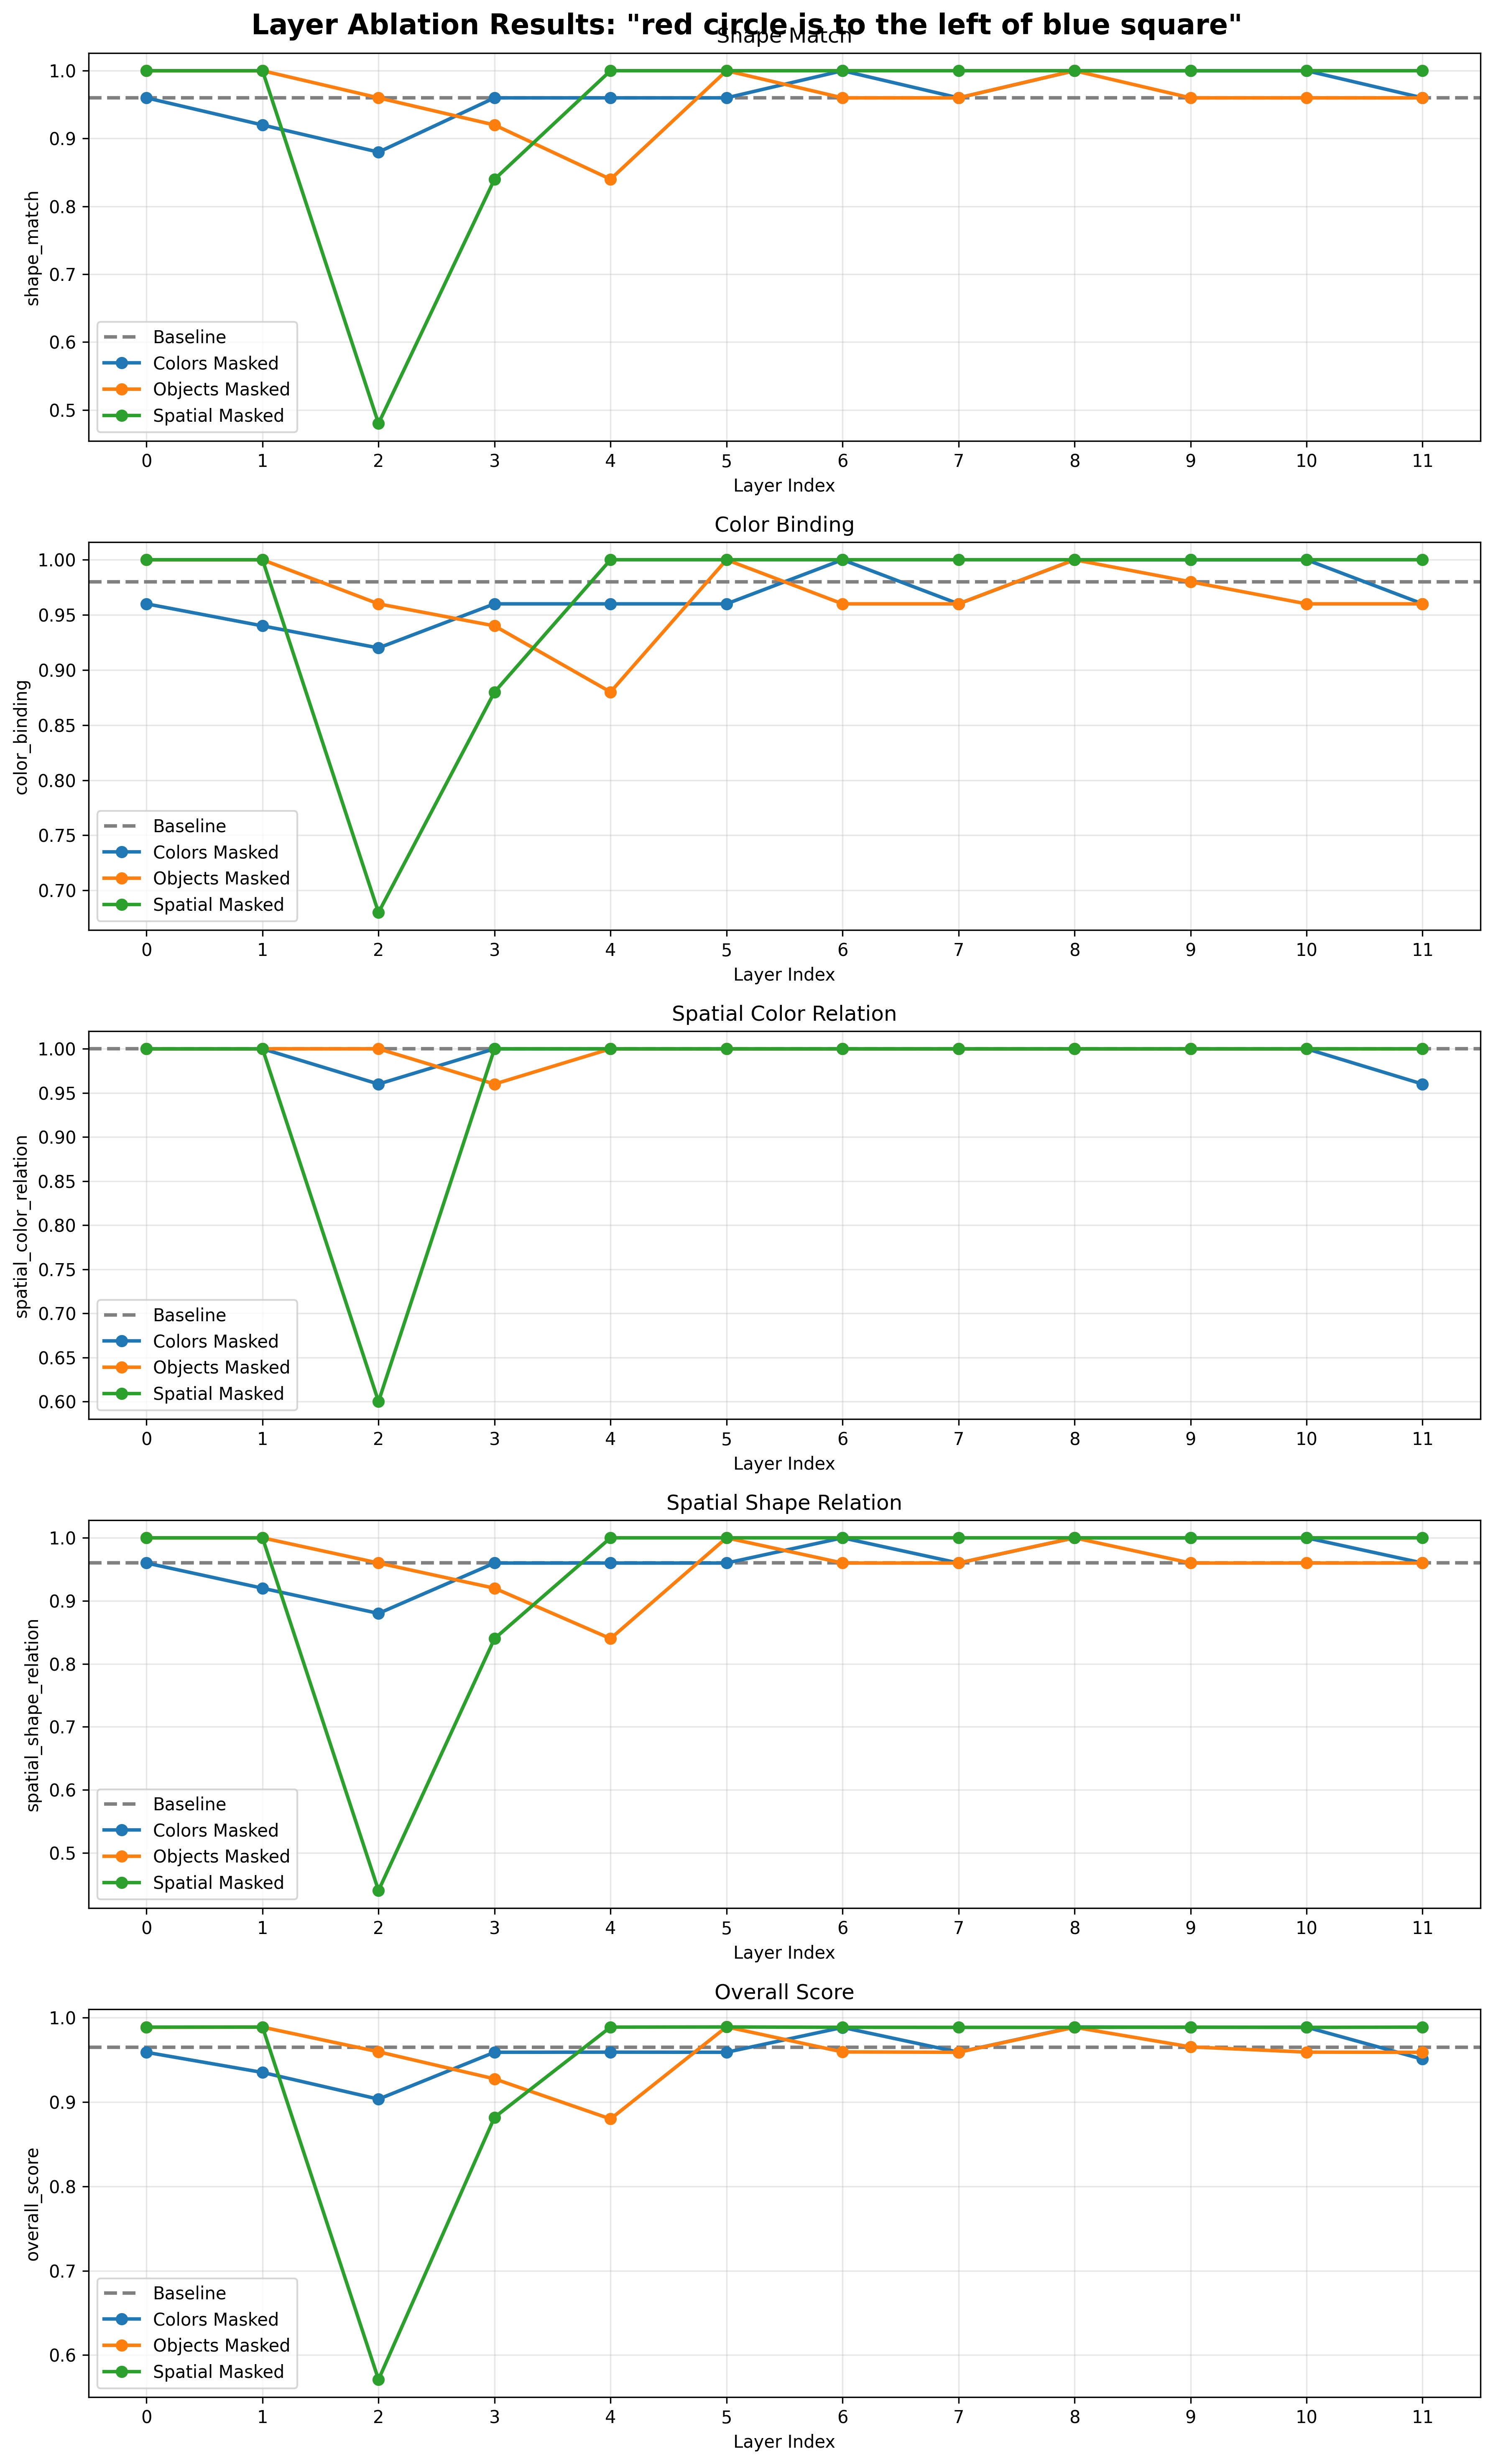 Layer Ablation Results: "red circle is to the left of blue square"
Shape Match
shape_match
1.0
0.9
0.8
0.7
0.6
0.5
Baseline
Colors Masked
Objects Masked
Spatial Masked
0 1 2 3 4 5 6 7 8 9 10 11
Layer Index
Color Binding
color_binding
1.00
0.95
0.90
0.85
0.80
0.75
0.70
Baseline
Colors Masked
Objects Masked
Spatial Masked
0 1 2 3 4 5 6 7 8 9 10 11
Layer Index
Spatial Color Relation
spatial_color_relation
1.00
0.95
0.90
0.85
0.80
0.75
0.70
0.65
0.60
Baseline
Colors Masked
Objects Masked
Spatial Masked
0 1 2 3 4 5 6 7 8 9 10 11
Layer Index
Spatial Shape Relation
spatial_shape_relation
1.0
0.9
0.8
0.7
0.6
0.5
Baseline
Colors Masked
Objects Masked
Spatial Masked
0 1 2 3 4 5 6 7 8 9 10 11
Layer Index
Overall Score
overall_score
1.0
0.9
0.8
0.7
0.6
Baseline
Colors Masked
Objects Masked
Spatial Masked
0 1 2 3 4 5 6 7 8 9 10 11
Layer Index